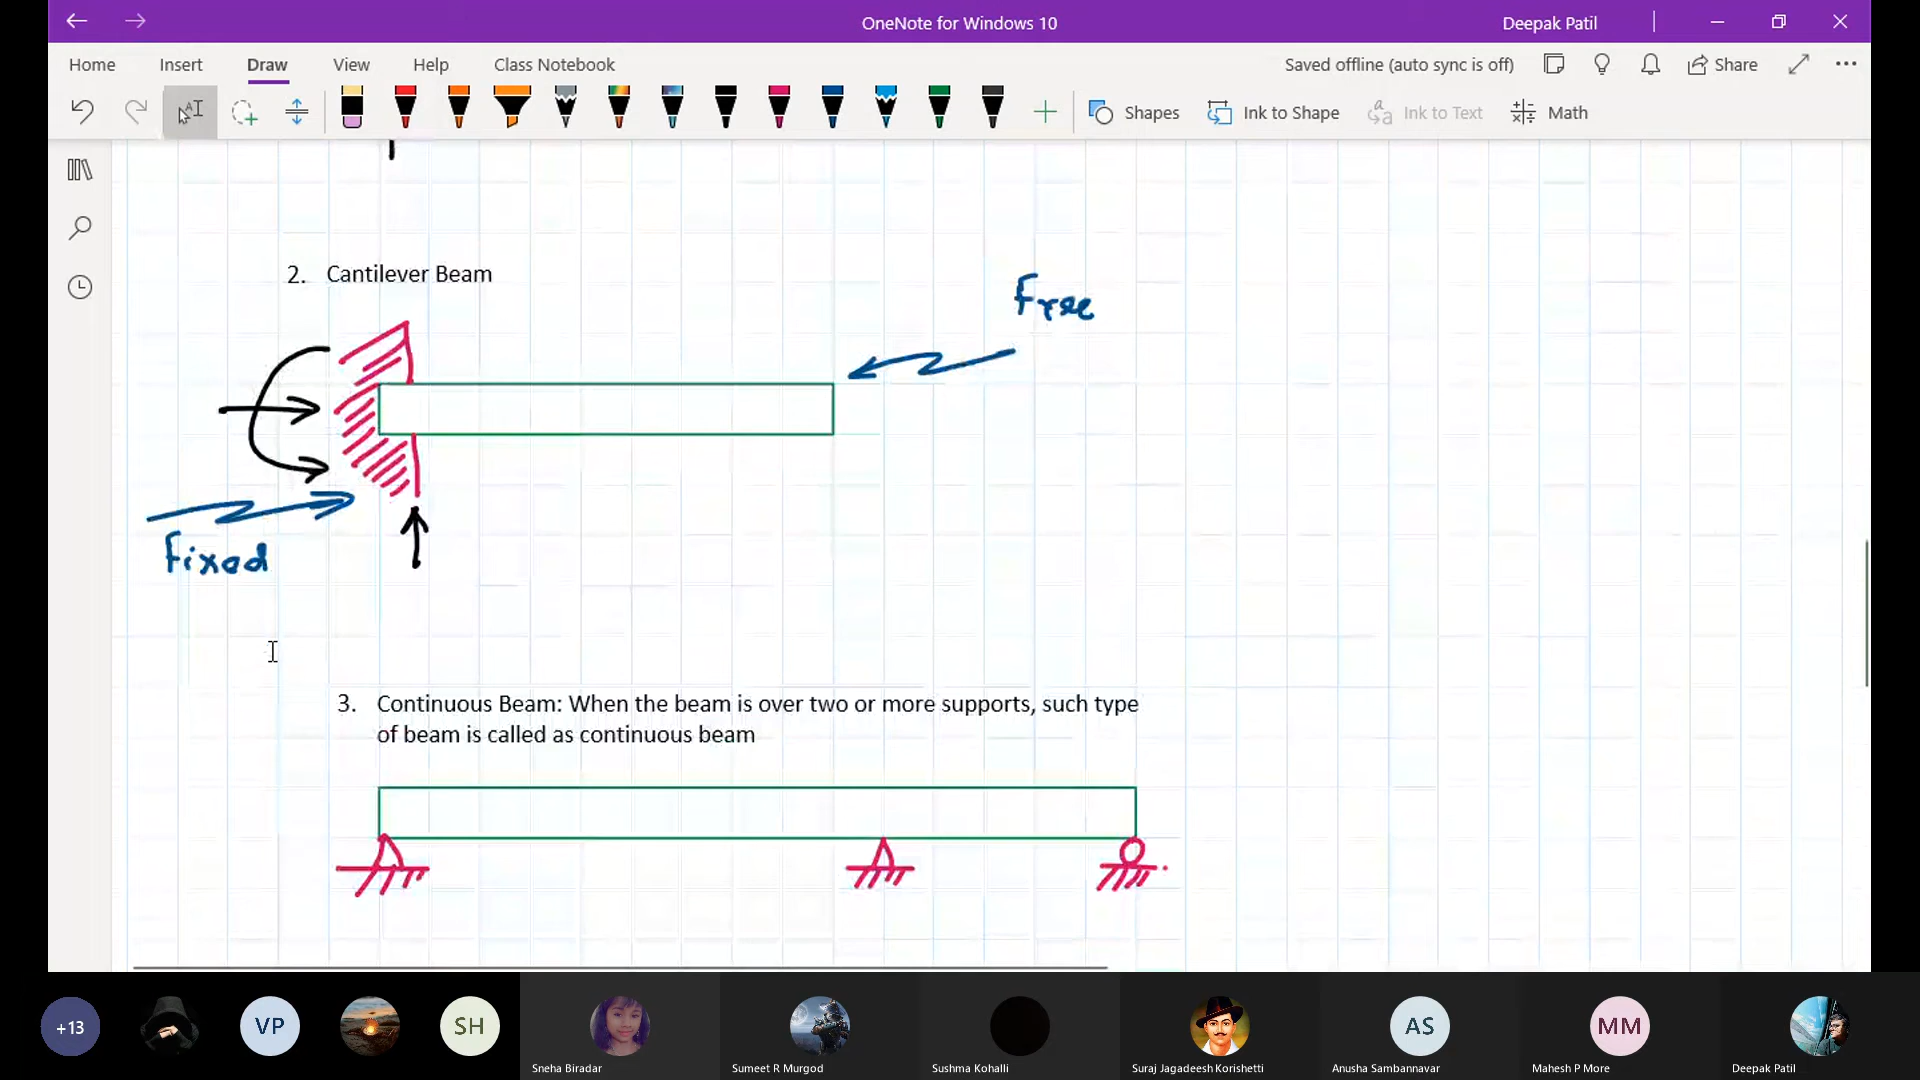 OneNote for Windows 10
Deepak Patil
Home Insert Draw View Help Class Notebook
Saved offline (auto sync is off)
Share
Shapes Ink to Shape Ink to Text Math
2. Cantilever Beam
Free
Fixed
3. Continuous Beam: When the beam is over two or more supports, such type
of beam is called as continuous beam
+13 VP SH AS MM
Sneha Biradar Sumeet R Murgod Sushma Kohalli Suraj Jagadeesh Korishetti Anusha Sambannavar Mahesh P More Deepak Patil